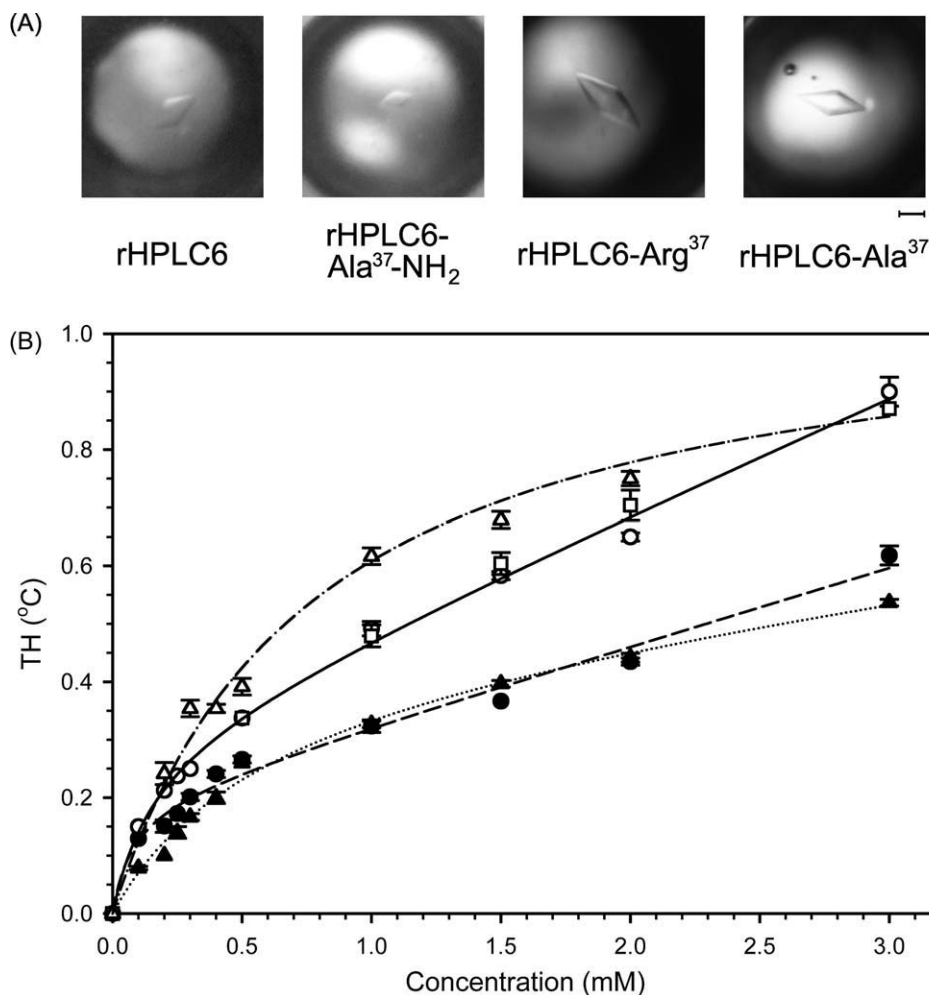 (A)
rHPLC6
rHPLC6-
Ala³⁷-NH₂
rHPLC6-Arg³⁷
rHPLC6-Ala³⁷
(B)
1.0
0.8
0.6
0.4
0.2
0.0
TH (°C)
0.0 0.5 1.0 1.5 2.0 2.5 3.0
Concentration (mM)